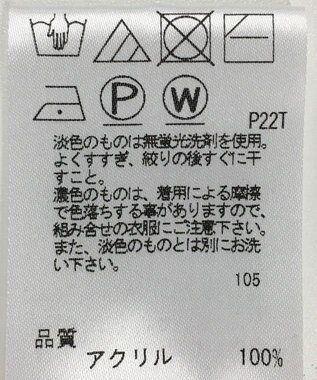 P W
P22T
淡色のものは無蛍光洗剤を使用。
よくすすぎ、絞りの後すぐに干
すこと。
濃色のものは、着用による摩擦
で色落ちする事がありますので、
組み合せの衣服にご注意下さい。
また、淡色のものとは別にお洗
い下さい。
105
品質
アクリル 100%